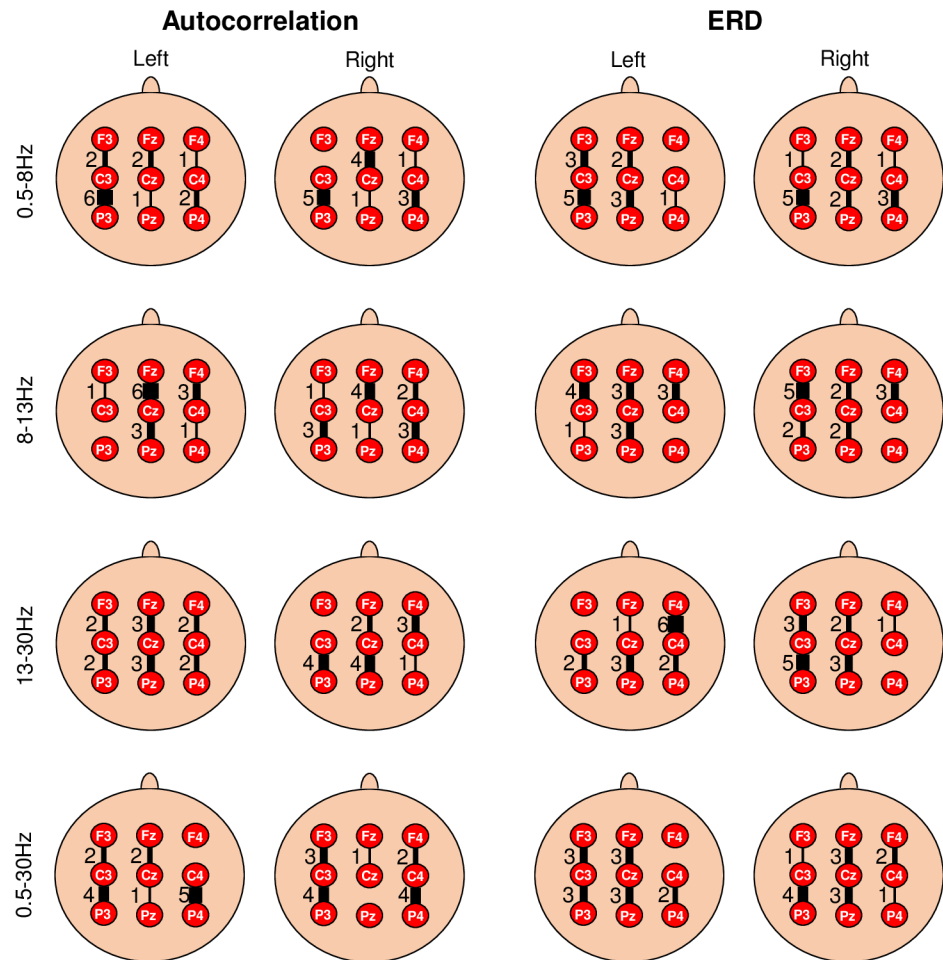 Autocorrelation ERD
Left Right Left Right
0.5-8Hz
F3 Fz F4 F3 Fz F4 F3 Fz F4 F3 Fz F4
2 2 1 4 1 3 2 1 2 1
C3 Cz C4 C3 Cz C4 C3 Cz C4 C3 Cz C4
6 1 2 5 1 3 5 3 1 5 2 3
P3 Pz P4 P3 Pz P4 P3 Pz P4 P3 Pz P4
8-13Hz
F3 Fz F4 F3 Fz F4 F3 Fz F4 F3 Fz F4
1 6 3 1 4 2 4 3 3 5 2 3
C3 Cz C4 C3 Cz C4 C3 Cz C4 C3 Cz C4
3 1 3 1 3 1 3 2 2
P3 Pz P4 P3 Pz P4 P3 Pz P4 P3 Pz P4
13-30Hz
F3 Fz F4 F3 Fz F4 F3 Fz F4 F3 Fz F4
2 3 2 2 3 1 6 3 2 1
C3 Cz C4 C3 Cz C4 C3 Cz C4 C3 Cz C4
2 3 2 4 4 1 2 3 2 5 3
P3 Pz P4 P3 Pz P4 P3 Pz P4 P3 Pz P4
0.5-30Hz
F3 Fz F4 F3 Fz F4 F3 Fz F4 F3 Fz F4
2 2 3 1 2 3 3 1 3 2
C3 Cz C4 C3 Cz C4 C3 Cz C4 C3 Cz C4
4 1 5 4 4 3 3 2 4 3 1
P3 Pz P4 P3 Pz P4 P3 Pz P4 P3 Pz P4